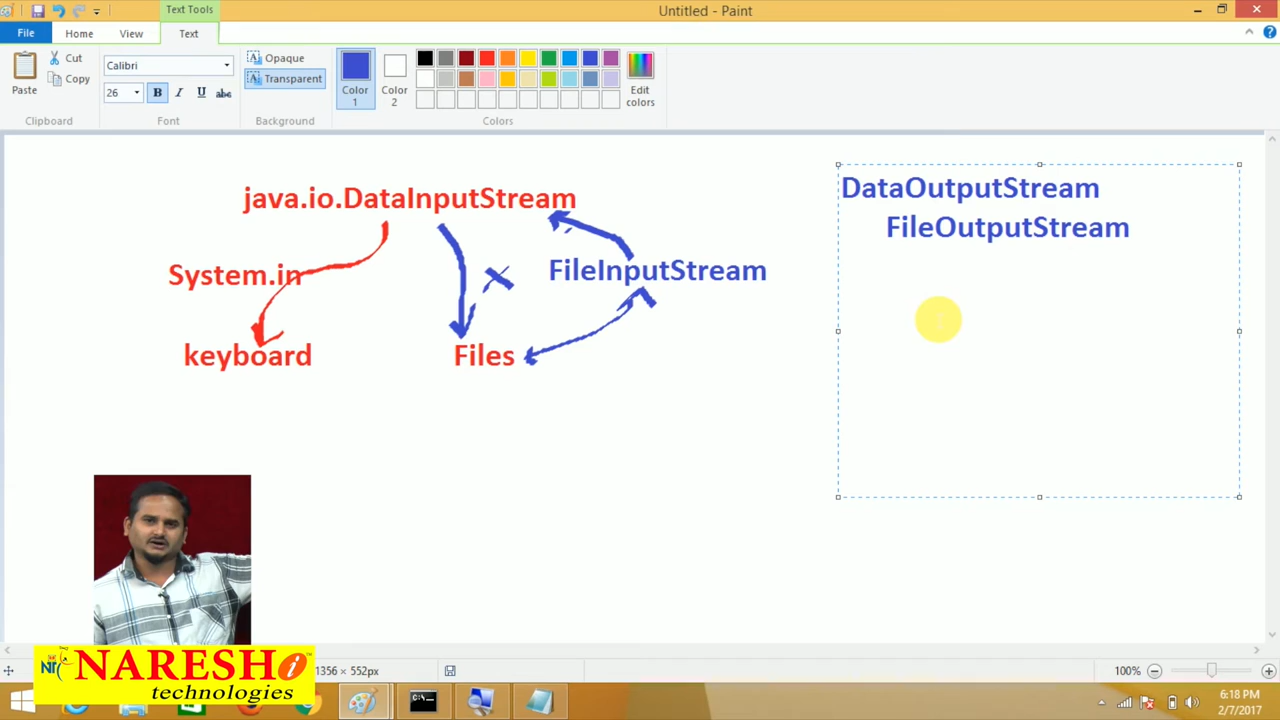 Untitled - Paint
Text Tools
File Home View Text
Cut
Copy
Paste
Clipboard
Calibri
26
B I U abc
Font
Opaque
Transparent
Background
Color 1
Color 2
Edit colors
Colors
java.io.DataInputStream
System.in
keyboard
Files
FileInputStream
DataOutputStream
FileOutputStream
NARESH i
technologies
1356 × 552px
100%
6:18 PM
2/7/2017